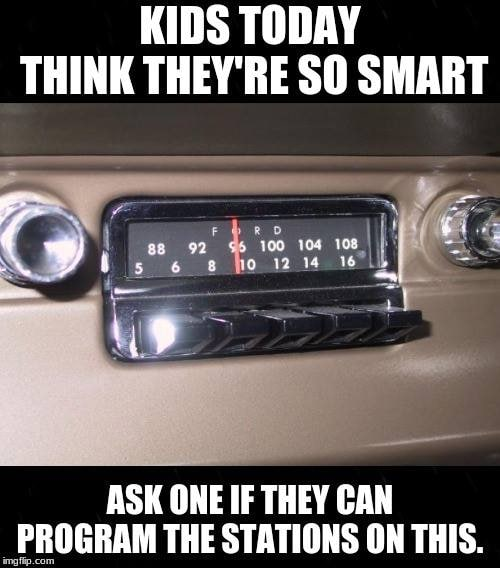 KIDS TODAY
THINK THEY'RE SO SMART
F O R D
88 92 96 100 104 108
5 6 8 10 12 14 16
ASK ONE IF THEY CAN
PROGRAM THE STATIONS ON THIS.
imgflip.com